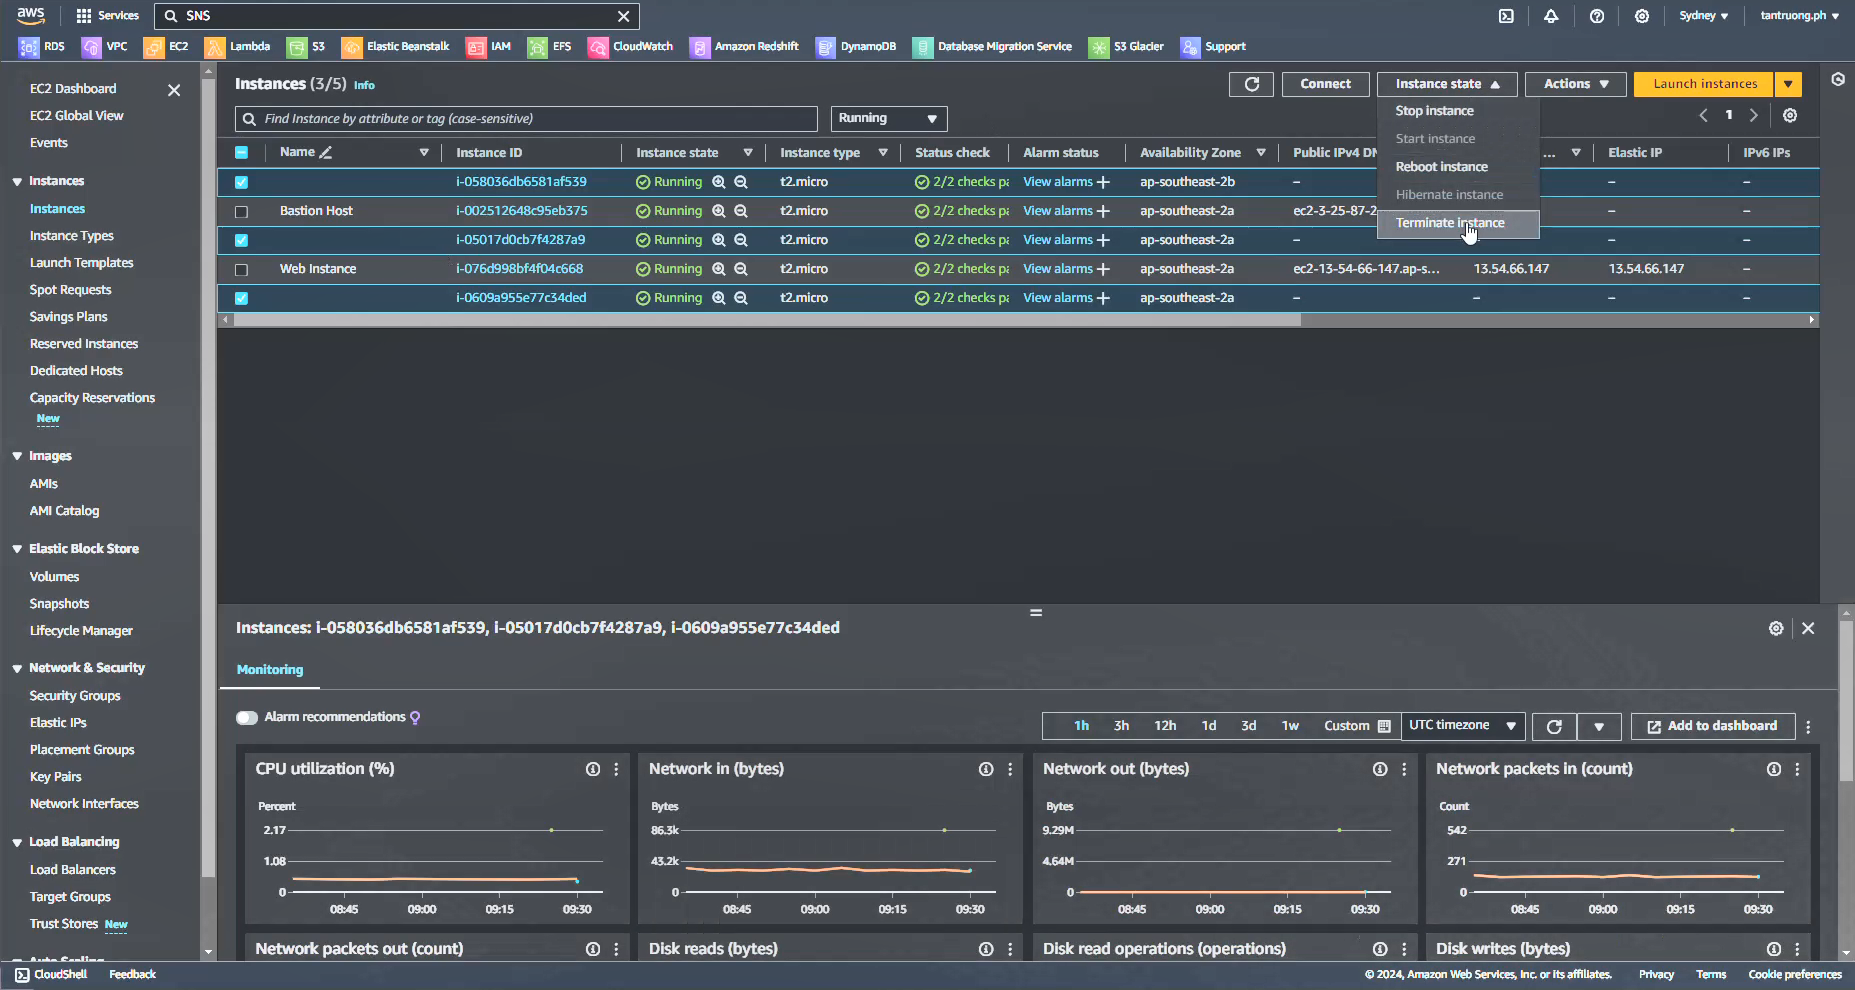 aws Services SNS Sydney tantruong.ph
RDS VPC EC2 Lambda S3 Elastic Beanstalk IAM EFS CloudWatch Amazon Redshift DynamoDB Database Migration Service S3 Glacier Support
EC2 Dashboard
EC2 Global View
Events
Instances
Instances
Instance Types
Launch Templates
Spot Requests
Savings Plans
Reserved Instances
Dedicated Hosts
Capacity Reservations
New
Images
AMIs
AMI Catalog
Elastic Block Store
Volumes
Snapshots
Lifecycle Manager
Network & Security
Security Groups
Elastic IPs
Placement Groups
Key Pairs
Network Interfaces
Load Balancing
Load Balancers
Target Groups
Trust Stores New
Auto Scaling
Instances (3/5) Info Connect Instance state Actions Launch instances
Find Instance by attribute or tag (case-sensitive) Running 1
Stop instance
Start instance
Reboot instance
Hibernate instance
Terminate instance
Name Instance ID Instance state Instance type Status check Alarm status Availability Zone Public IPv4 DN ... Elastic IP IPv6 IPs
i-058036db6581af539 Running t2.micro 2/2 checks pa View alarms + ap-southeast-2b – – –
Bastion Host i-002512648c95eb375 Running t2.micro 2/2 checks pa View alarms + ap-southeast-2a ec2-3-25-87-2 – –
i-05017d0cb7f4287a9 Running t2.micro 2/2 checks pa View alarms + ap-southeast-2a – – –
Web Instance i-076d998bf4f04c668 Running t2.micro 2/2 checks pa View alarms + ap-southeast-2a ec2-13-54-66-147.ap-s... 13.54.66.147 13.54.66.147 –
i-0609a955e77c34ded Running t2.micro 2/2 checks pa View alarms + ap-southeast-2a – – – –
Instances: i-058036db6581af539, i-05017d0cb7f4287a9, i-0609a955e77c34ded
Monitoring
Alarm recommendations
1h 3h 12h 1d 3d 1w Custom UTC timezone Add to dashboard
CPU utilization (%)
Percent
2.17
1.08
0
08:45 09:00 09:15 09:30
Network in (bytes)
Bytes
86.3k
43.2k
0
08:45 09:00 09:15 09:30
Network out (bytes)
Bytes
9.29M
4.64M
0
08:45 09:00 09:15 09:30
Network packets in (count)
Count
542
271
0
08:45 09:00 09:15 09:30
Network packets out (count)
Disk reads (bytes)
Disk read operations (operations)
Disk writes (bytes)
CloudShell Feedback © 2024, Amazon Web Services, Inc. or its affiliates. Privacy Terms Cookie preferences